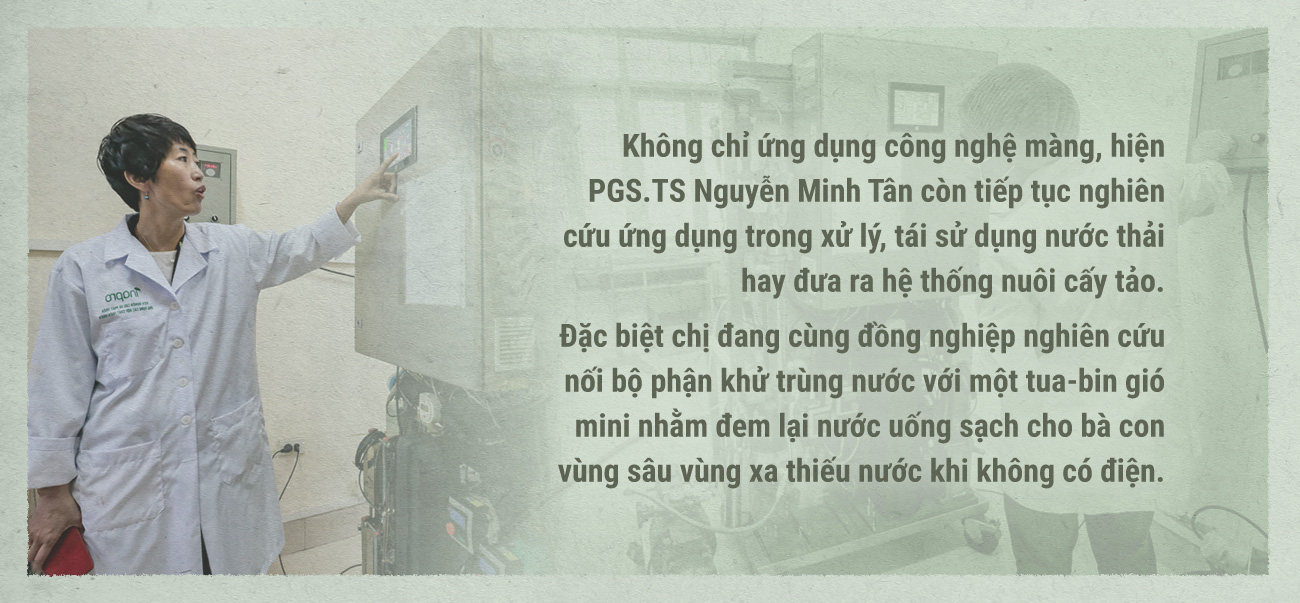 Không chỉ ứng dụng công nghệ màng, hiện
PGS.TS Nguyễn Minh Tân còn tiếp tục nghiên
cứu ứng dụng trong xử lý, tái sử dụng nước thải
hay đưa ra hệ thống nuôi cấy tảo.
Đặc biệt chị đang cùng đồng nghiệp nghiên cứu
nối bộ phận khử trùng nước với một tua-bin gió
mini nhằm đem lại nước uống sạch cho bà con
vùng sâu vùng xa thiếu nước khi không có điện.